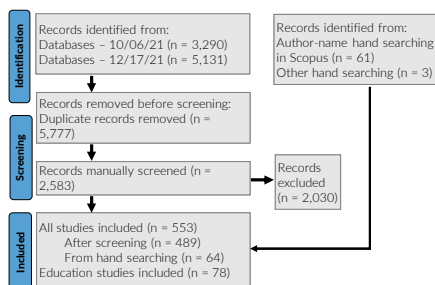 Identification
Records identified from:
Databases – 10/06/21 (n = 3,290)
Databases – 12/17/21 (n = 5,131)
Records identified from:
Author-name hand searching
in Scopus (n = 61)
Other hand searching (n = 3)
Records removed before screening:
Duplicate records removed (n =
5,777)
Screening
Records manually screened (n =
2,583)
Records
excluded
(n = 2,030)
Included
All studies included (n = 553)
After screening (n = 489)
From hand searching (n = 64)
Education studies included (n = 78)